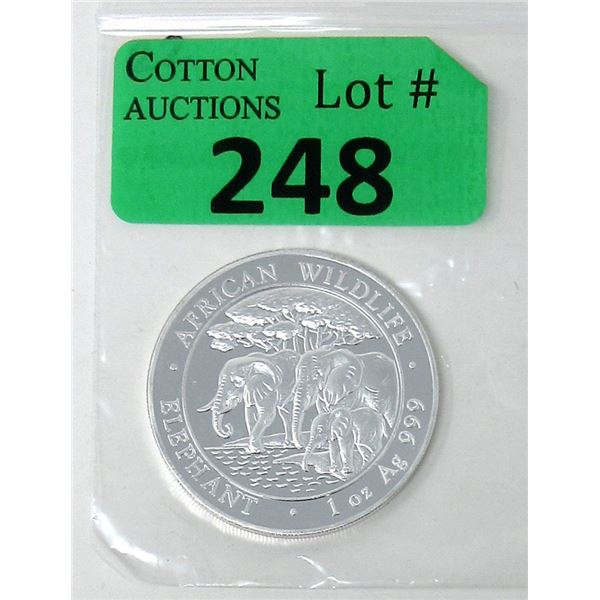 COTTON
AUCTIONS
Lot #
248
AFRICAN WILDLIFE
ELEPHANT · 1 oz Ag 999